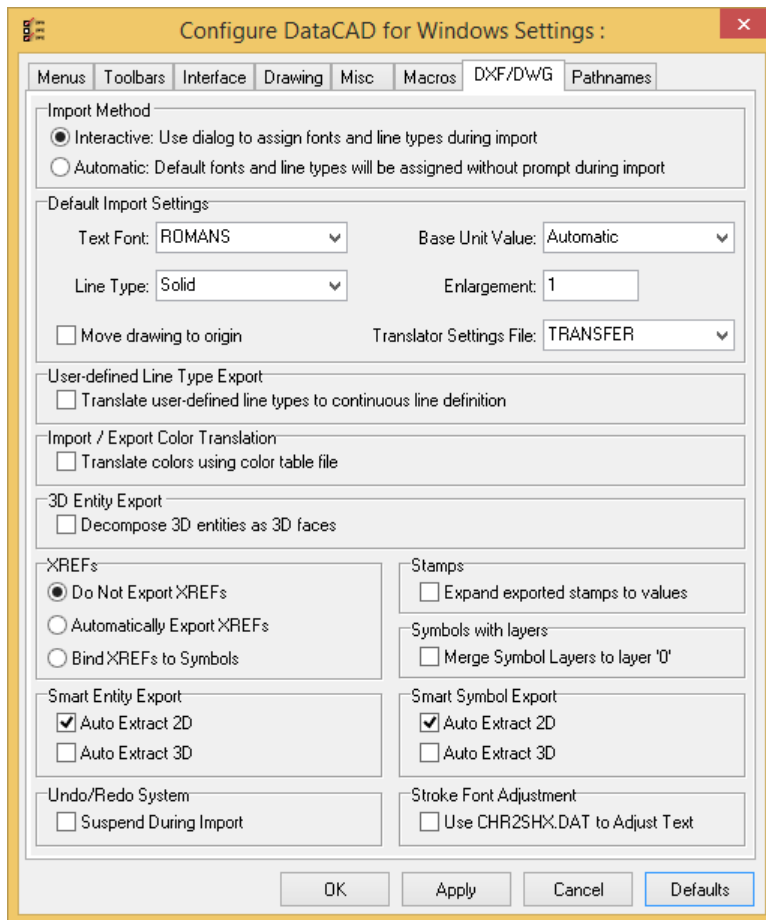 Configure DataCAD for Windows Settings :
Menus Toolbars Interface Drawing Misc Macros DXF/DWG Pathnames
Import Method
Interactive: Use dialog to assign fonts and line types during import
Automatic: Default fonts and line types will be assigned without prompt during import
Default Import Settings
Text Font: ROMANS Base Unit Value: Automatic
Line Type: Solid Enlargement: 1
Move drawing to origin Translator Settings File: TRANSFER
User-defined Line Type Export
Translate user-defined line types to continuous line definition
Import / Export Color Translation
Translate colors using color table file
3D Entity Export
Decompose 3D entities as 3D faces
XREFs
Do Not Export XREFs
Automatically Export XREFs
Bind XREFs to Symbols
Stamps
Expand exported stamps to values
Symbols with layers
Merge Symbol Layers to layer '0'
Smart Entity Export
Auto Extract 2D
Auto Extract 3D
Smart Symbol Export
Auto Extract 2D
Auto Extract 3D
Undo/Redo System
Suspend During Import
Stroke Font Adjustment
Use CHR2SHX.DAT to Adjust Text
OK Apply Cancel Defaults